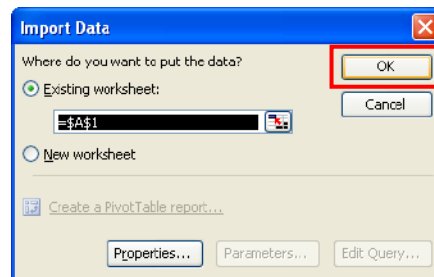 Import Data
Where do you want to put the data?
OK
Existing worksheet:
Cancel
=$A$1
New worksheet
Create a PivotTable report...
Properties...
Parameters...
Edit Query...